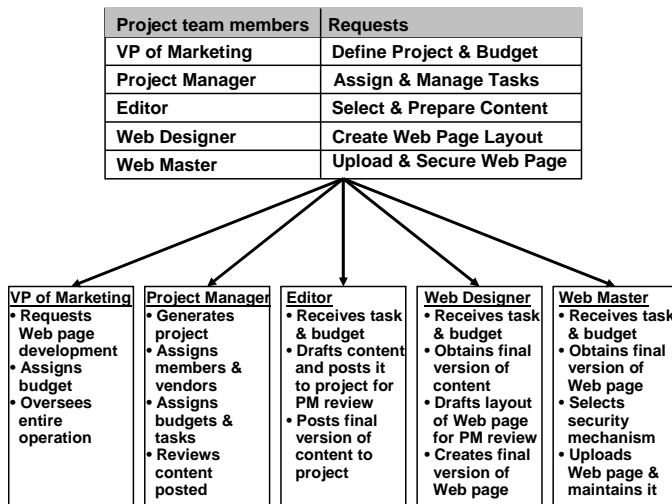 Project team members Requests
VP of Marketing Define Project & Budget
Project Manager Assign & Manage Tasks
Editor Select & Prepare Content
Web Designer Create Web Page Layout
Web Master Upload & Secure Web Page
VP of Marketing
• Requests
Web page
development
• Assigns
budget
• Oversees
entire
operation
Project Manager
• Generates
project
• Assigns
members &
vendors
• Assigns
budgets &
tasks
• Reviews
content
posted
Editor
• Receives task
& budget
• Drafts content
and posts it
to project for
PM review
• Posts final
version of
content to
project
Web Designer
• Receives task
& budget
• Obtains final
version of
content
• Drafts layout
of Web page
for PM review
• Creates final
version of
Web page
Web Master
• Receives task
& budget
• Obtains final
version of
Web page
• Selects
security
mechanism
• Uploads
Web page &
maintains it